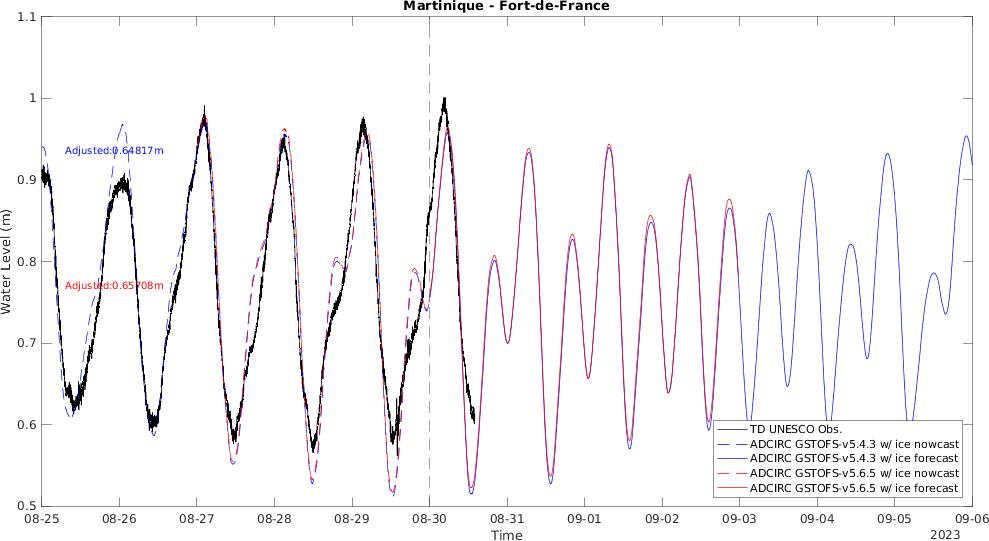 Martinique - Fort-de-France
1.1
1
0.9
0.8
0.7
0.6
0.5
Water Level (m)
Adjusted:0.64817m
Adjusted:0.65708m
TD UNESCO Obs.
ADCIRC GSTOFS-v5.4.3 w/ ice nowcast
ADCIRC GSTOFS-v5.4.3 w/ ice forecast
ADCIRC GSTOFS-v5.6.5 w/ ice nowcast
ADCIRC GSTOFS-v5.6.5 w/ ice forecast
08-25 08-26 08-27 08-28 08-29 08-30 08-31 09-01 09-02 09-03 09-04 09-05 09-06
Time
2023